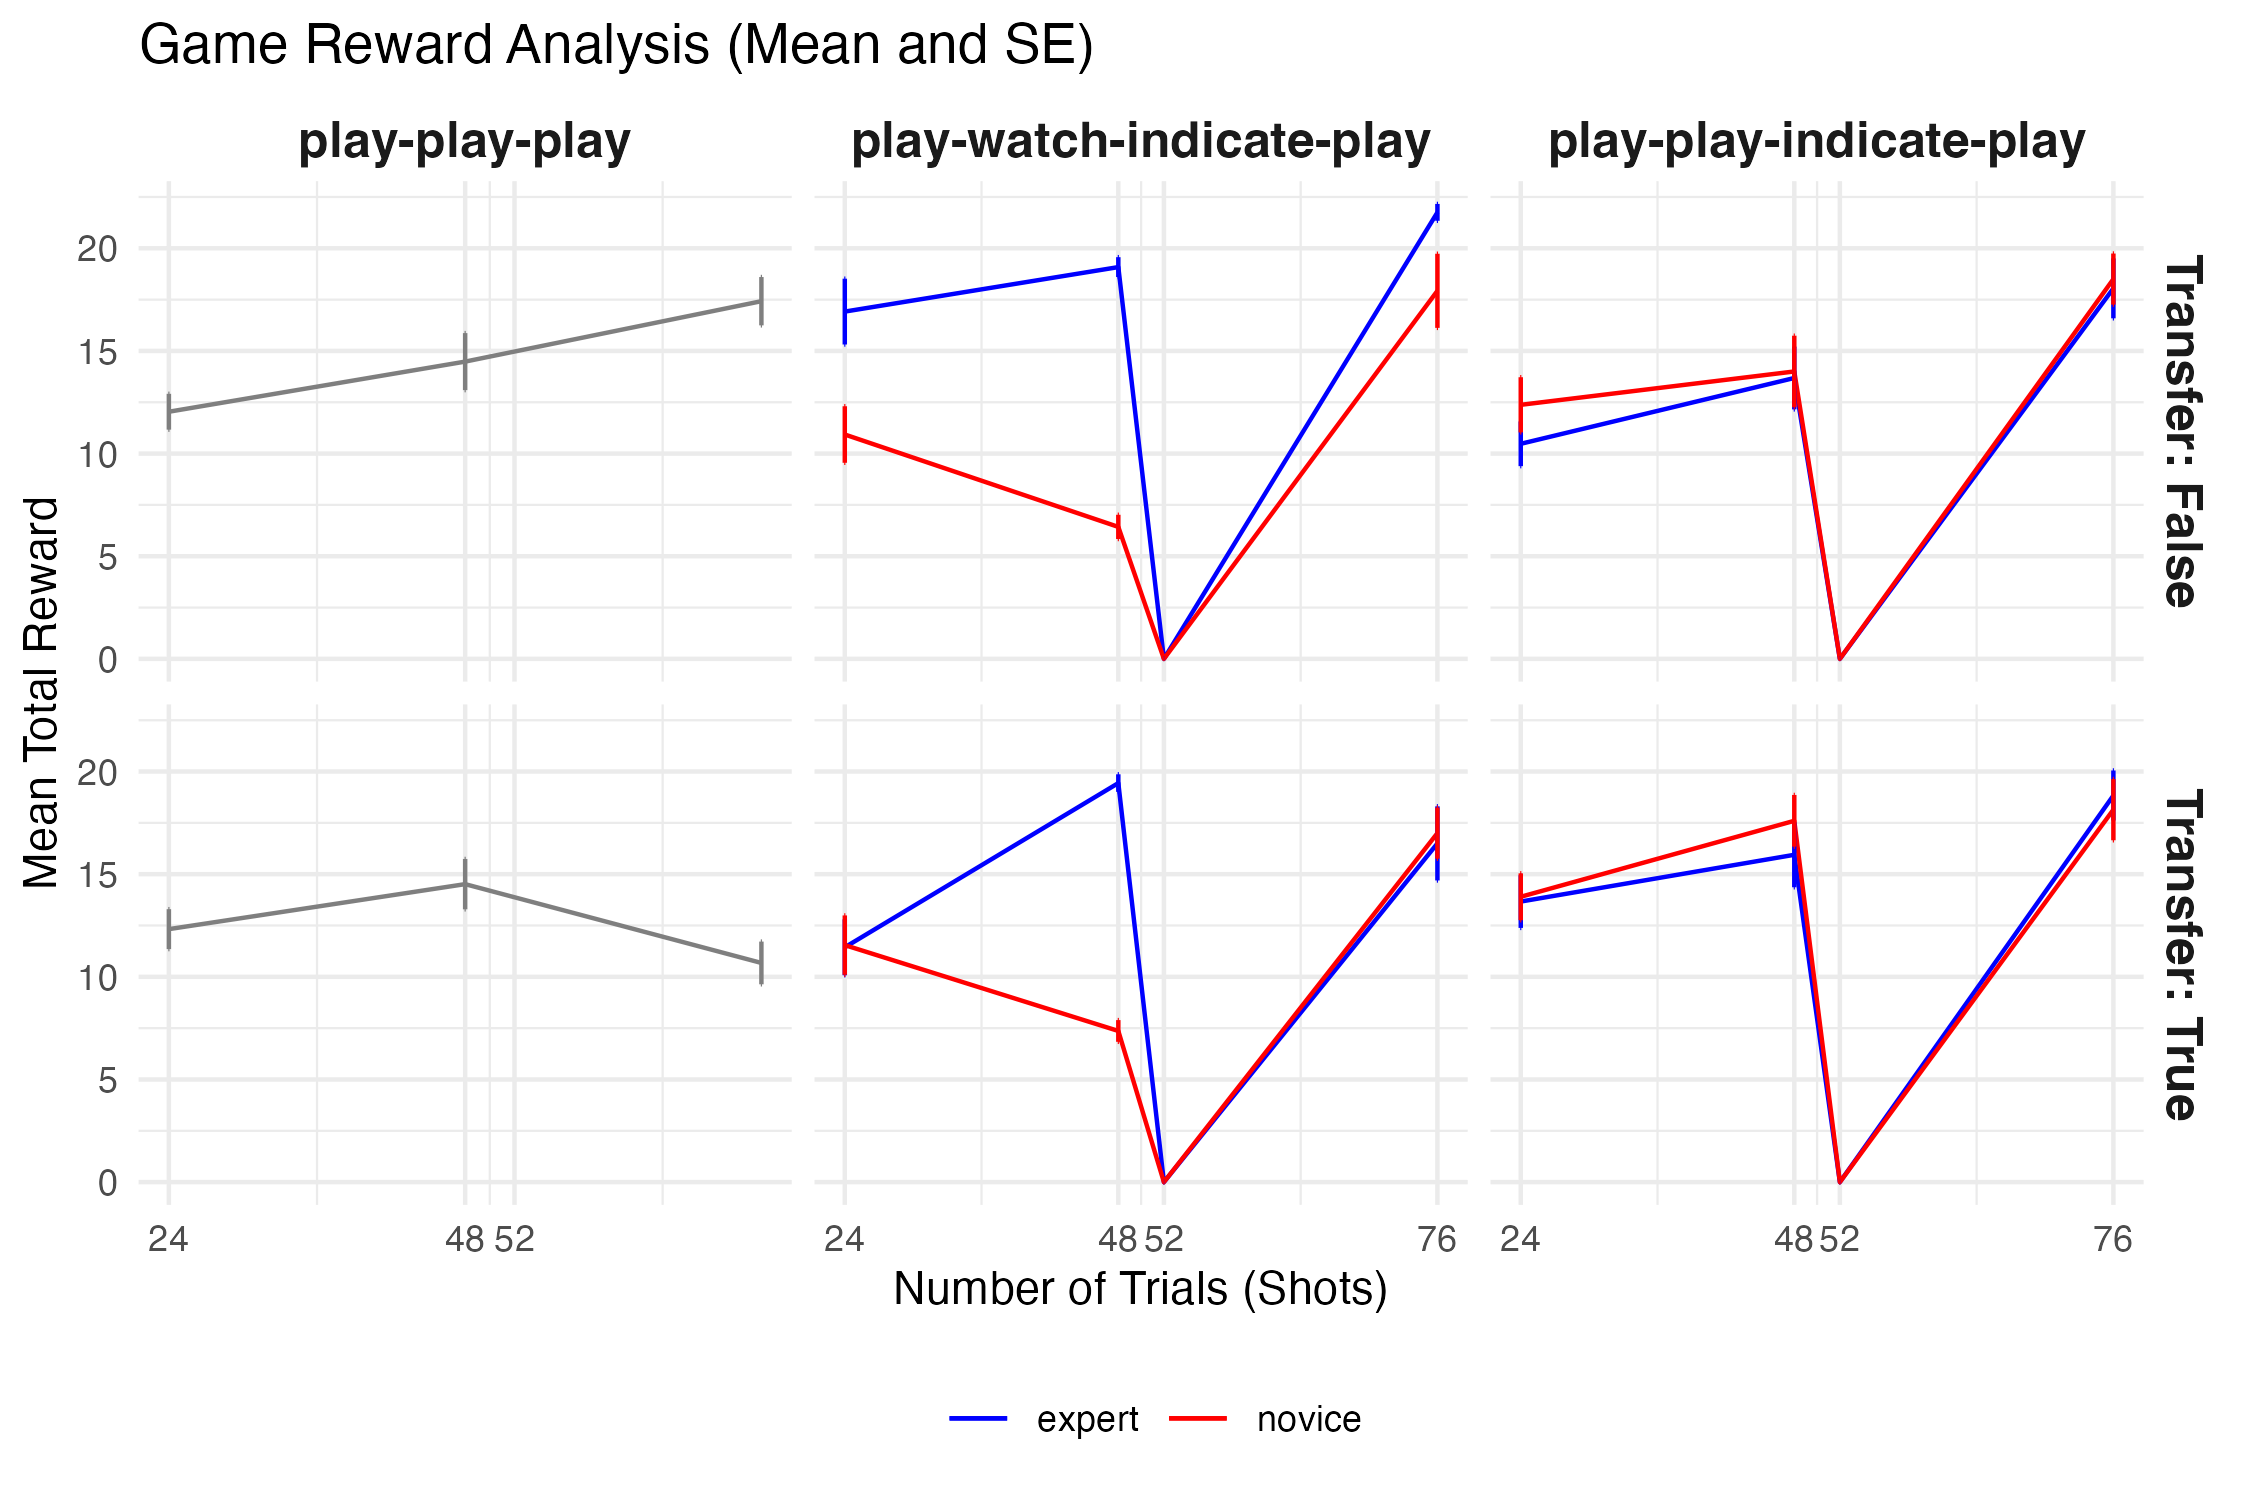 Game Reward Analysis (Mean and SE)
play-play-play
play-watch-indicate-play
play-play-indicate-play
Mean Total Reward
20
15
10
5
0
Transfer: False
20
15
10
5
0
Transfer: True
24 48 52
24 48 52 76
24 48 52 76
Number of Trials (Shots)
expert novice